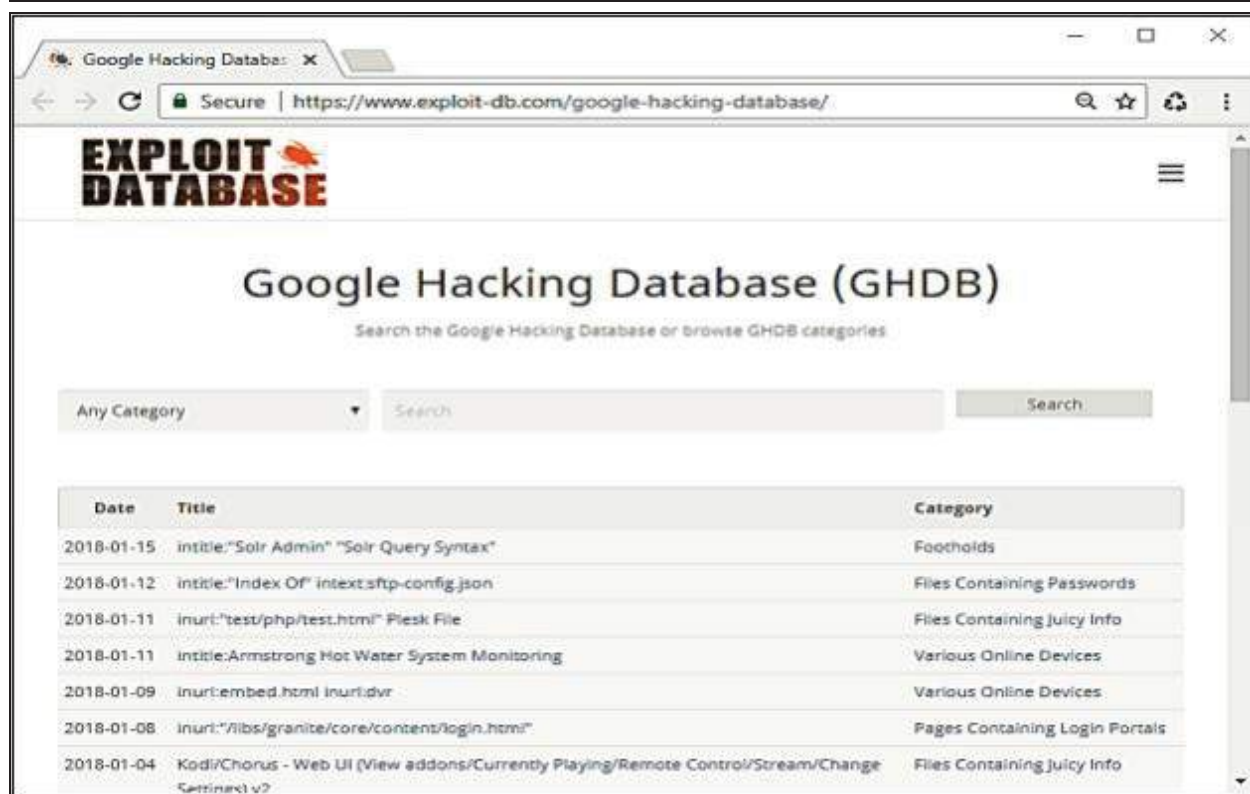 Google Hacking Databas
Secure | https://www.exploit-db.com/google-hacking-database/
EXPLOIT
DATABASE
Google Hacking Database (GHDB)
Search the Google Hacking Database or browse GHDB categories
Any Category Search Search
Date Title Category
2018-01-15 intitle:"Solr Admin" "Solr Query Syntax" Footholds
2018-01-12 intitle:"Index Of" intext:sftp-config.json Files Containing Passwords
2018-01-11 inurl:"test/php/test.html" Plesk File Files Containing Juicy Info
2018-01-11 intitle:Armstrong Hot Water System Monitoring Various Online Devices
2018-01-09 inurl:embed.html inurl:dvr Various Online Devices
2018-01-08 inurl:"/libs/granite/core/content/login.html" Pages Containing Login Portals
2018-01-04 Kodi/Chorus - Web UI (View addons/Currently Playing/Remote Control/Stream/Change Files Containing Juicy Info
Settings) v2